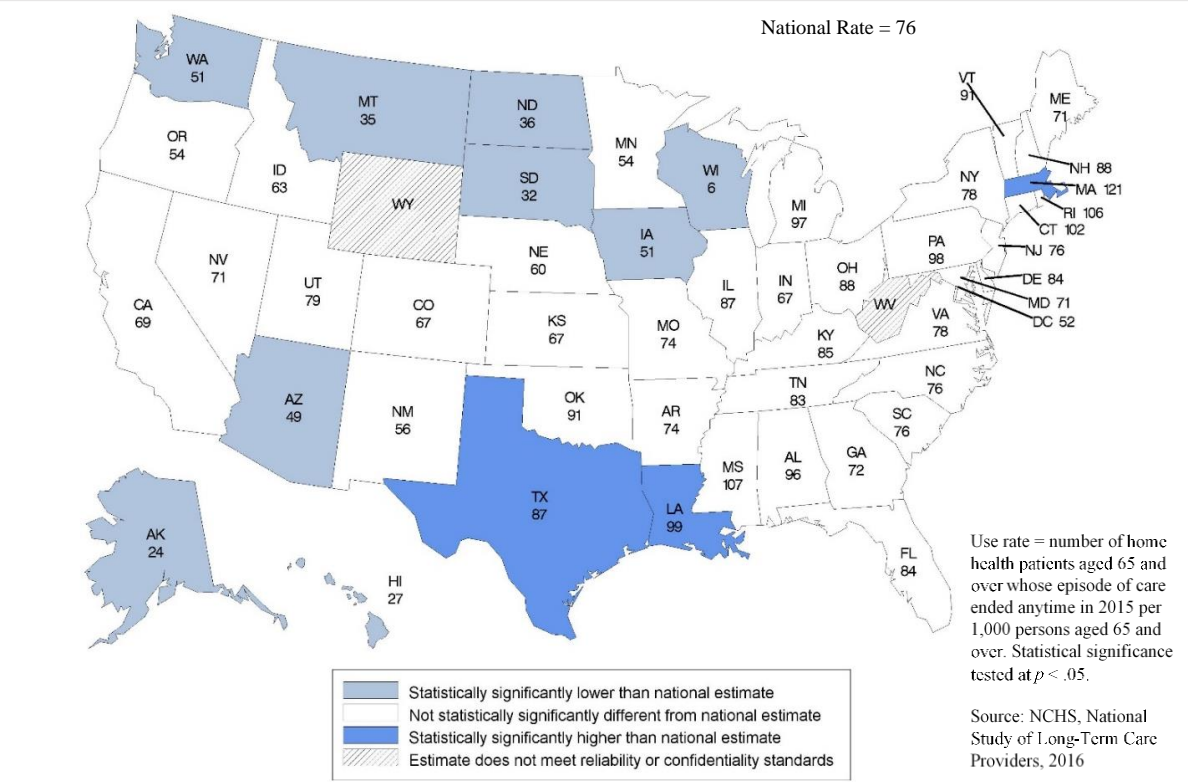 National Rate = 76
WA
51
MT
35
ND
36
MN
54
VT
91
ME
71
OR
54
ID
63
SD
32
WI
6
NH 88
NY
78
MA 121
WY
MI
97
RI 106
CT 102
IA
51
PA
98
NJ 76
NV
71
NE
60
OH
88
DE 84
UT
79
IL
87
IN
67
WV
MD 71
DC 52
CA
69
CO
67
KS
67
MO
74
KY
85
VA
78
NC
76
TN
83
AZ
49
NM
56
OK
91
AR
74
SC
76
MS
107
AL
96
GA
72
TX
87
LA
99
AK
24
HI
27
FL
84
Use rate = number of home
health patients aged 65 and
over whose episode of care
ended anytime in 2015 per
1,000 persons aged 65 and
over. Statistical significance
tested at p < .05.
Source: NCHS, National
Study of Long-Term Care
Providers, 2016
Statistically significantly lower than national estimate
Not statistically significantly different from national estimate
Statistically significantly higher than national estimate
Estimate does not meet reliability or confidentiality standards